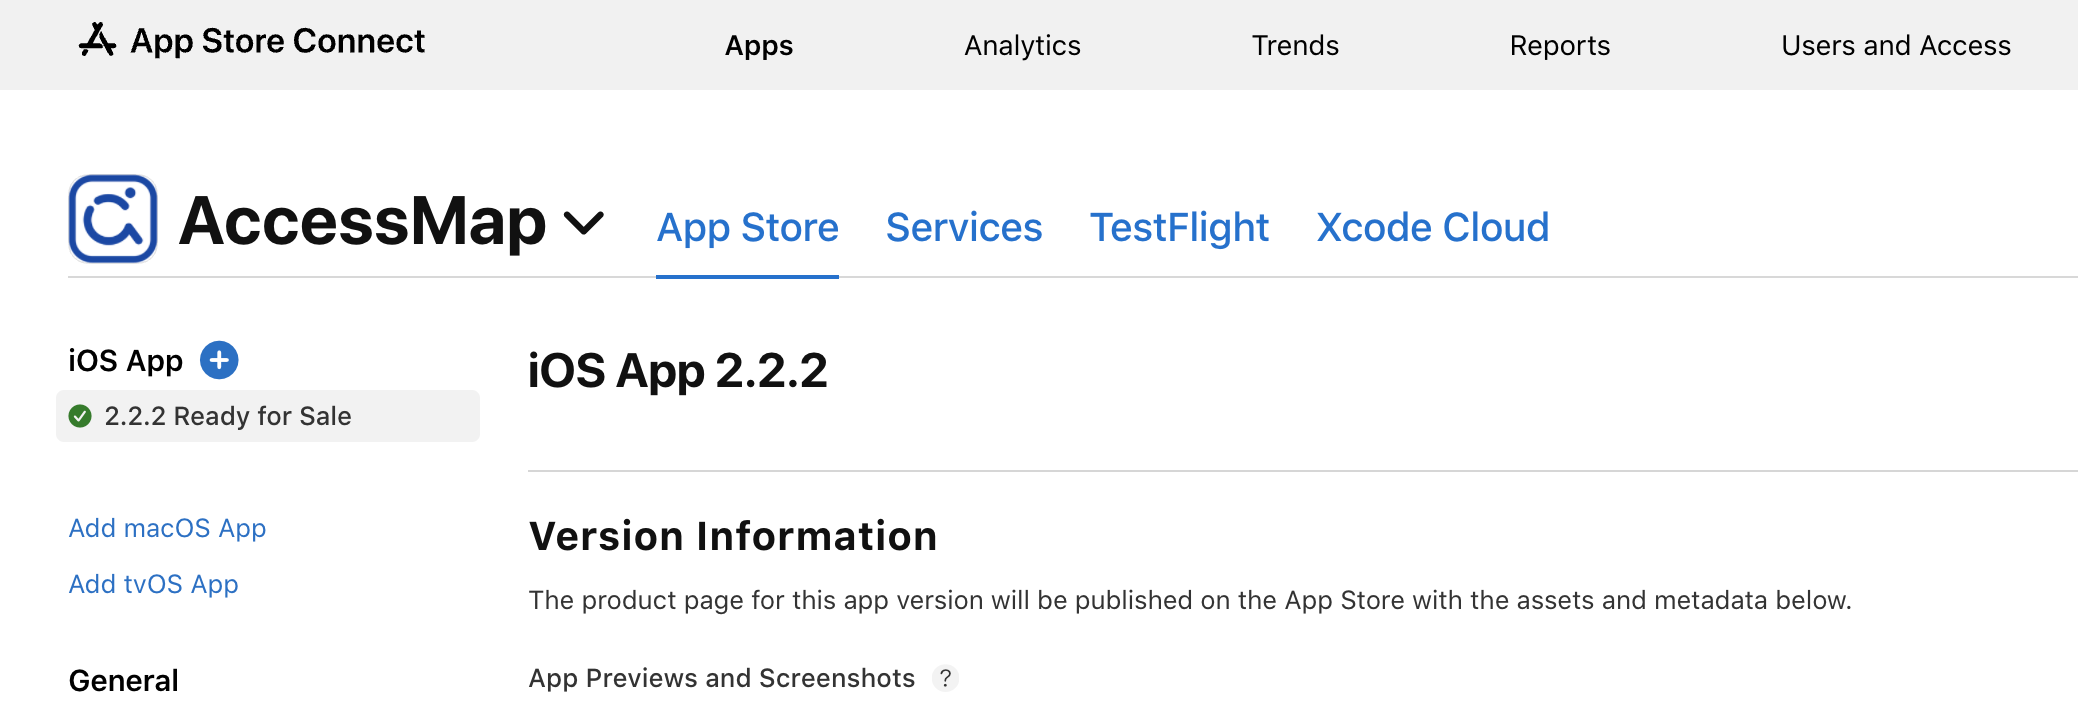 App Store Connect
Apps
Analytics
Trends
Reports
Users and Access
AccessMap
App Store
Services
TestFlight
Xcode Cloud
iOS App
2.2.2 Ready for Sale
Add macOS App
Add tvOS App
General
iOS App 2.2.2
Version Information
The product page for this app version will be published on the App Store with the assets and metadata below.
App Previews and Screenshots ?